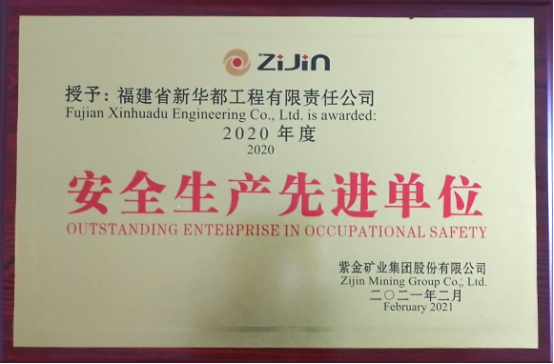 ZiJin
授予：福建省新华都工程有限责任公司
Fujian Xinhuadu Engineering Co., Ltd. is awarded:
2020 年度
2020
安全生产先进单位
OUTSTANDING ENTERPRISE IN OCCUPATIONAL SAFETY
紫金矿业集团股份有限公司
Zijin Mining Group Co., Ltd.
二〇二一年二月
February 2021